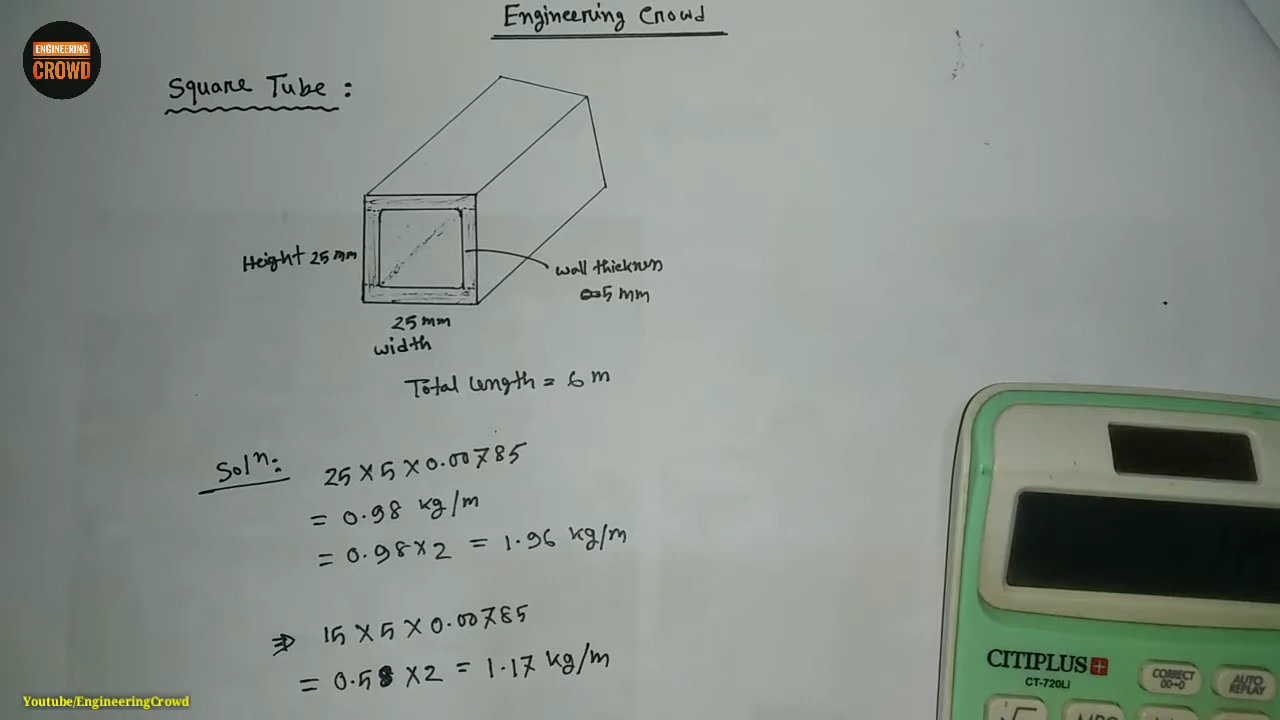 Engineering Crowd
ENGINEERING
CROWD
Square Tube :
Height 25 mm
wall thickness
5 mm
25 mm
width
Total Length = 6 m
Solⁿ: 25 × 5 × 0.00785
= 0.98 kg/m
= 0.98 × 2 = 1.96 kg/m
⇒ 15 × 5 × 0.00785
= 0.58 × 2 = 1.17 kg/m
CITIPLUS+
CT-720Li
CORRECT
00→0
AUTO
REPLAY
√
Youtube/EngineeringCrowd